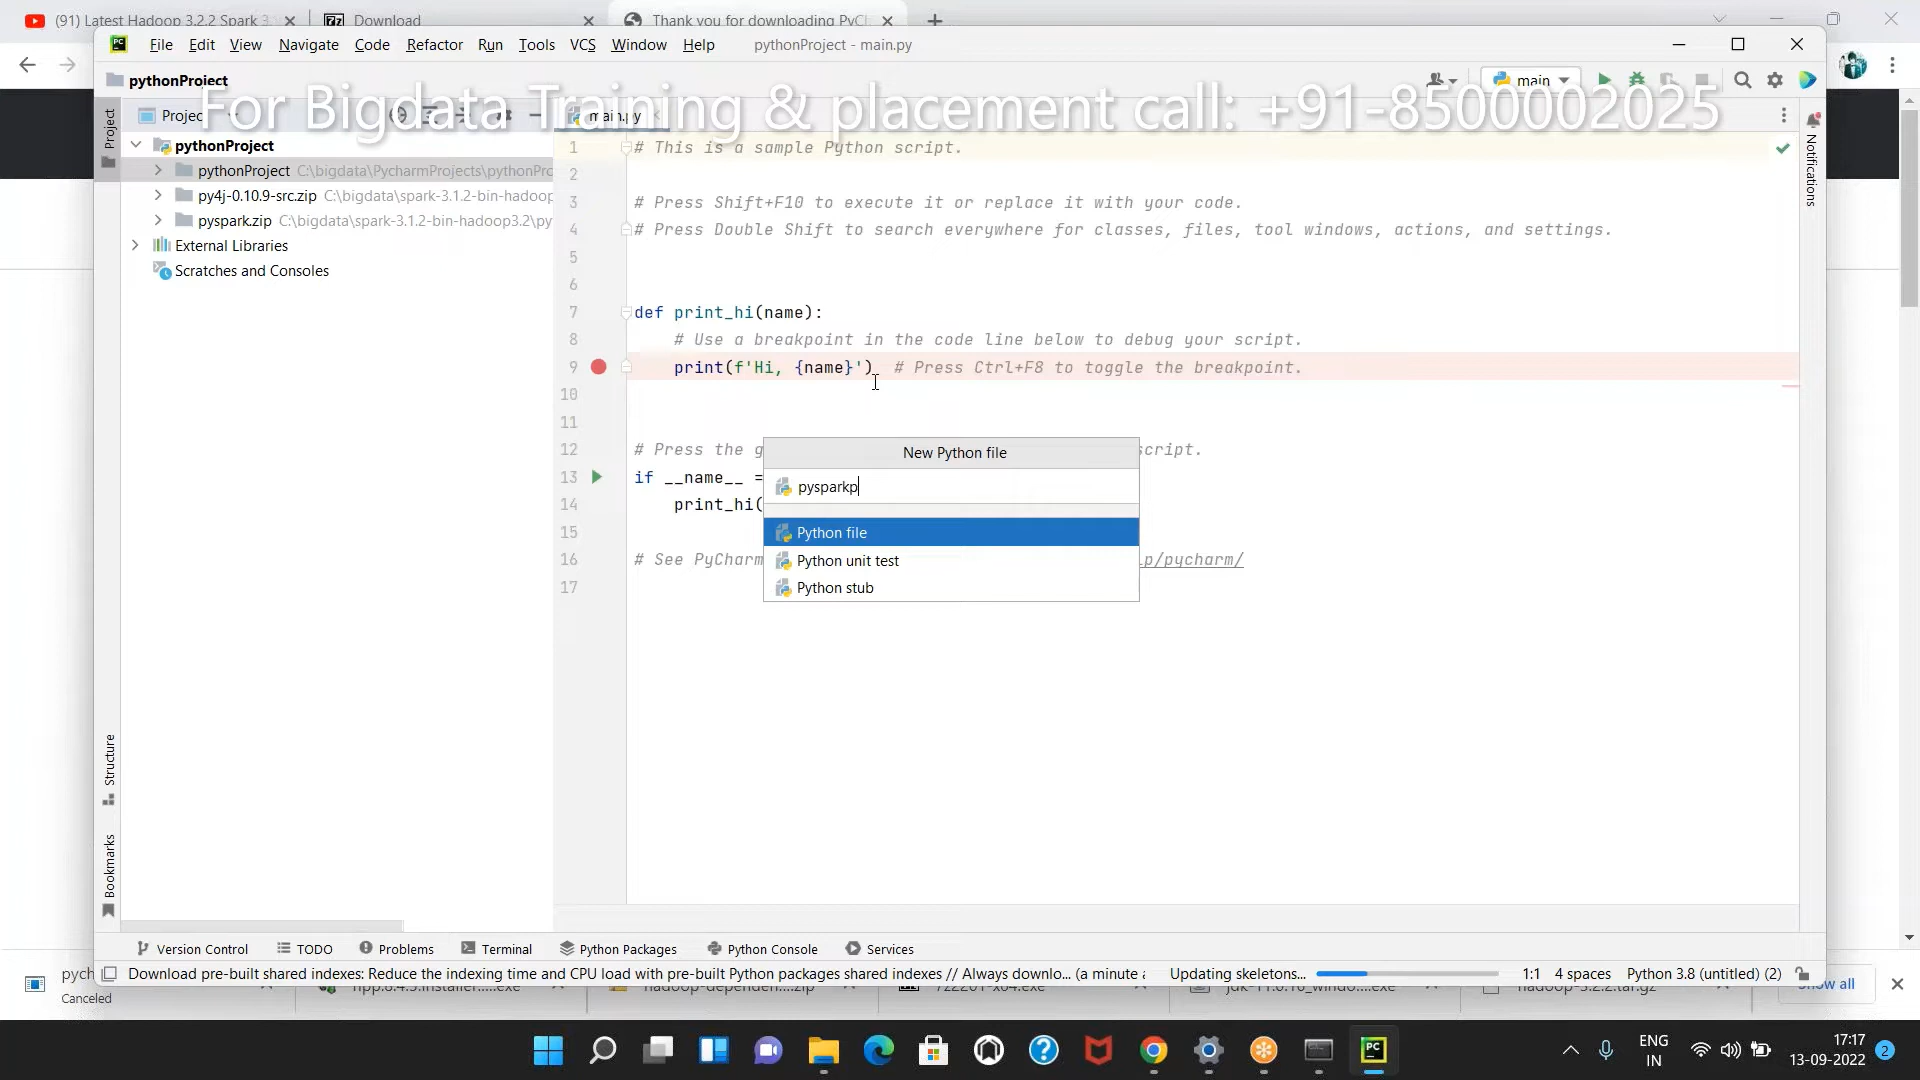 (91) Latest Hadoop 3.2.2 Spark 3
Download
Thank you for downloading PyCh
PC
File Edit View Navigate Code Refactor Run Tools VCS Window Help pythonProject - main.py
pythonProject
main
For Bigdata Training & placement call: +91-8500002025
Project
main.py
Project
Notifications
pythonProject
pythonProject C:\bigdata\PycharmProjects\pythonPro
py4j-0.10.9-src.zip C:\bigdata\spark-3.1.2-bin-hadoop
pyspark.zip C:\bigdata\spark-3.1.2-bin-hadoop3.2\py
External Libraries
Scratches and Consoles
1 # This is a sample Python script.
2
3 # Press Shift+F10 to execute it or replace it with your code.
4 # Press Double Shift to search everywhere for classes, files, tool windows, actions, and settings.
5
6
7 def print_hi(name):
8 # Use a breakpoint in the code line below to debug your script.
9 print(f'Hi, {name}') # Press Ctrl+F8 to toggle the breakpoint.
10
11
12 # Press the g script.
13 if __name__ =
14 print_hi(
15
16 # See PyCharm lp/pycharm/
17
New Python file
pysparkp
Python file
Python unit test
Python stub
Structure
Bookmarks
Version Control TODO Problems Terminal Python Packages Python Console Services
Download pre-built shared indexes: Reduce the indexing time and CPU load with pre-built Python packages shared indexes // Always downlo... (a minute a Updating skeletons... 1:1 4 spaces Python 3.8 (untitled) (2)
pych
Canceled
Show all
ENG
IN
17:17
13-09-2022
2
PC